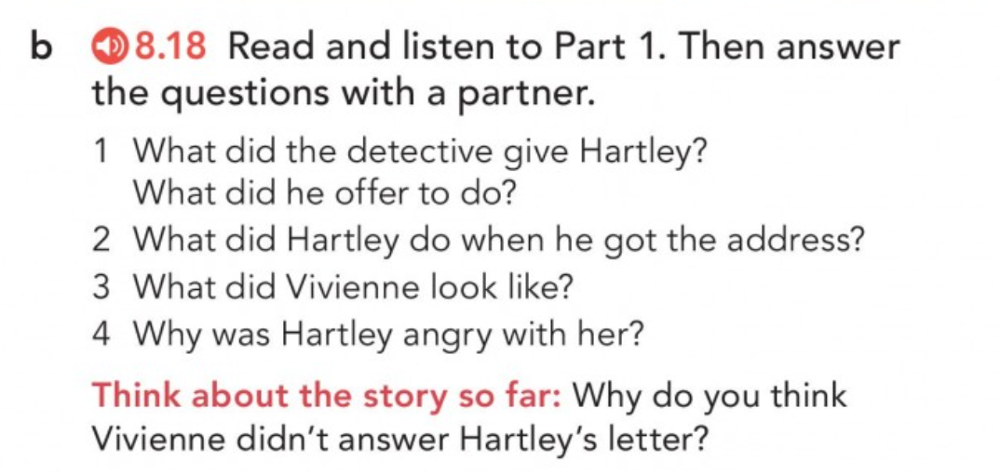 b 8.18 Read and listen to Part 1. Then answer
the questions with a partner.
1 What did the detective give Hartley?
What did he offer to do?
2 What did Hartley do when he got the address?
3 What did Vivienne look like?
4 Why was Hartley angry with her?
Think about the story so far: Why do you think
Vivienne didn't answer Hartley's letter?